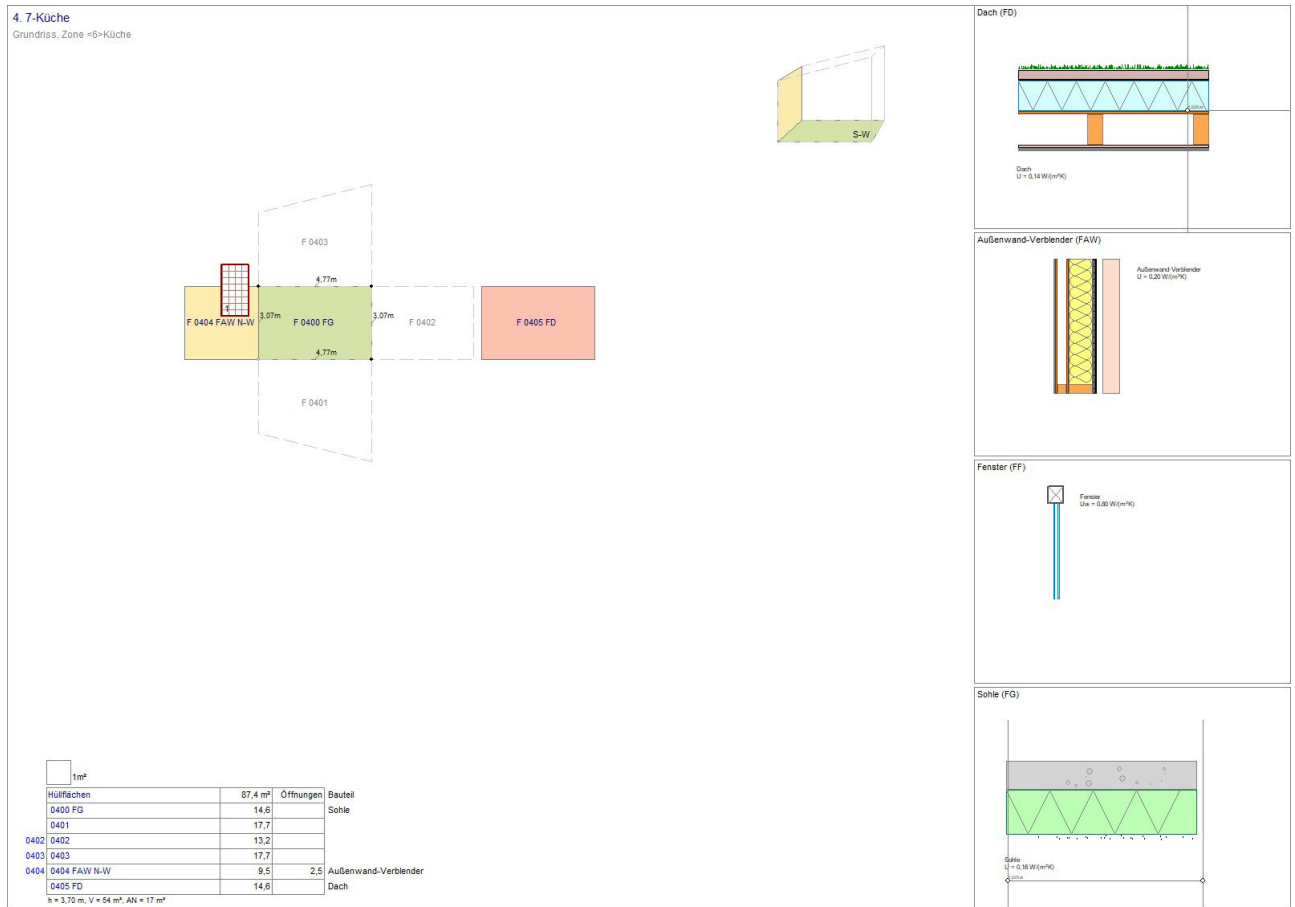 4. 7-Küche
Grundriss, Zone <6>Küche
S-W
F 0403
4,77m
1
F 0404 FAW N-W
3,07m
F 0400 FG
3,07m
F 0402
F 0405 FD
4,77m
F 0401
1m²
Hüllflächen 87,4 m² Öffnungen Bauteil
0400 FG 14,6 Sohle
0401 17,7
0402 0402 13,2
0403 0403 17,7
0404 0404 FAW N-W 9,5 2,5 Außenwand-Verblender
0405 FD 14,6 Dach
h = 3,70 m, V = 54 m³, AN = 17 m²
Dach (FD)
Dach
U = 0,14 W/(m²K)
Außenwand-Verblender (FAW)
Außenwand-Verblender
U = 0,20 W/(m²K)
Fenster (FF)
Fenster
Uw = 0,80 W/(m²K)
Sohle (FG)
Sohle
U = 0,16 W/(m²K)